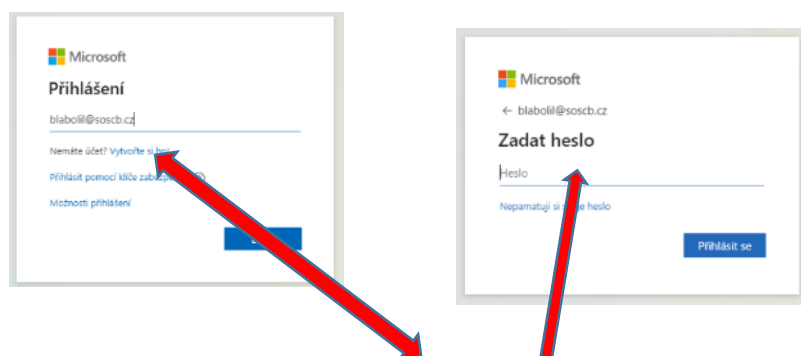 Microsoft
Přihlášení
blabolil@soscb.cz
Nemáte účet? Vytvořte si
Přihlásit pomocí klíče
Možnosti přihlášení
Microsoft
← blabolil@soscb.cz
Zadat heslo
Heslo
Nepamatuji si heslo
Přihlásit se